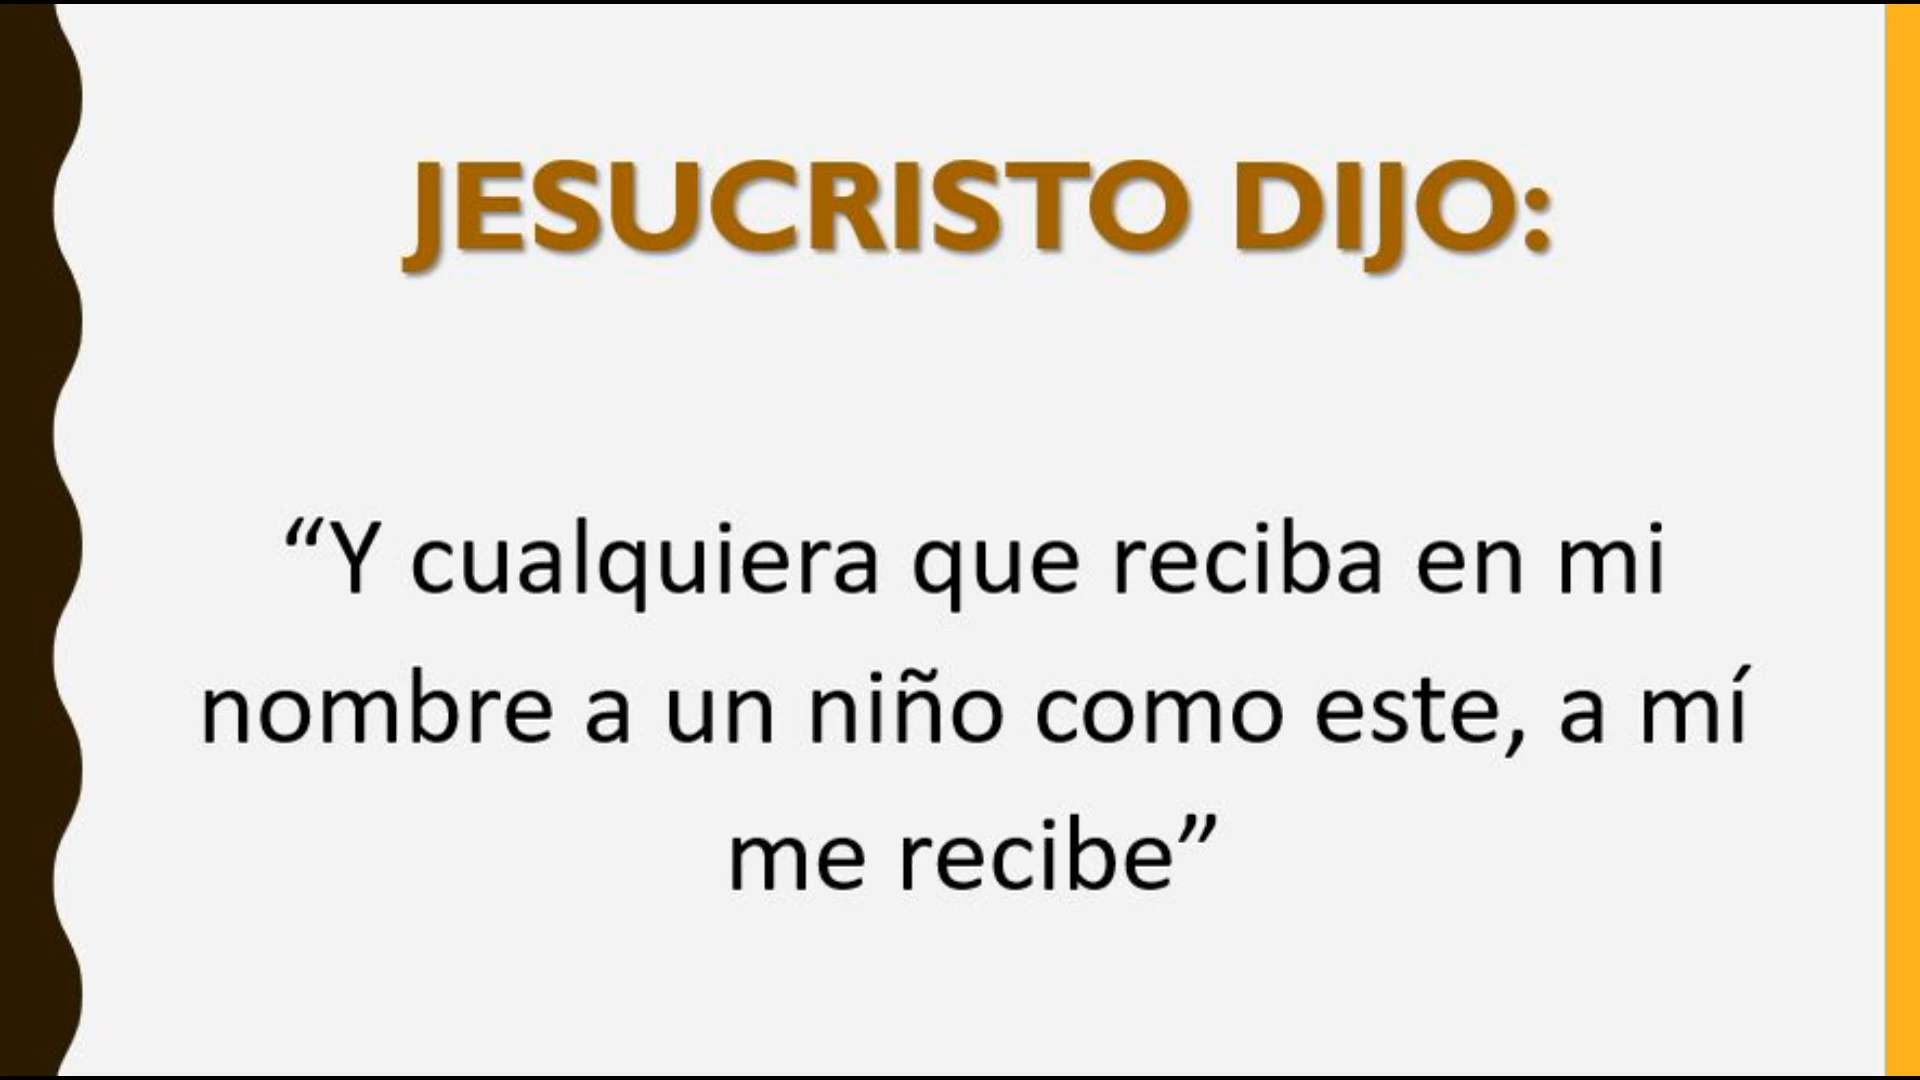 JESUCRISTO DIJO:
“Y cualquiera que reciba en mi
nombre a un niño como este, a mí
me recibe”